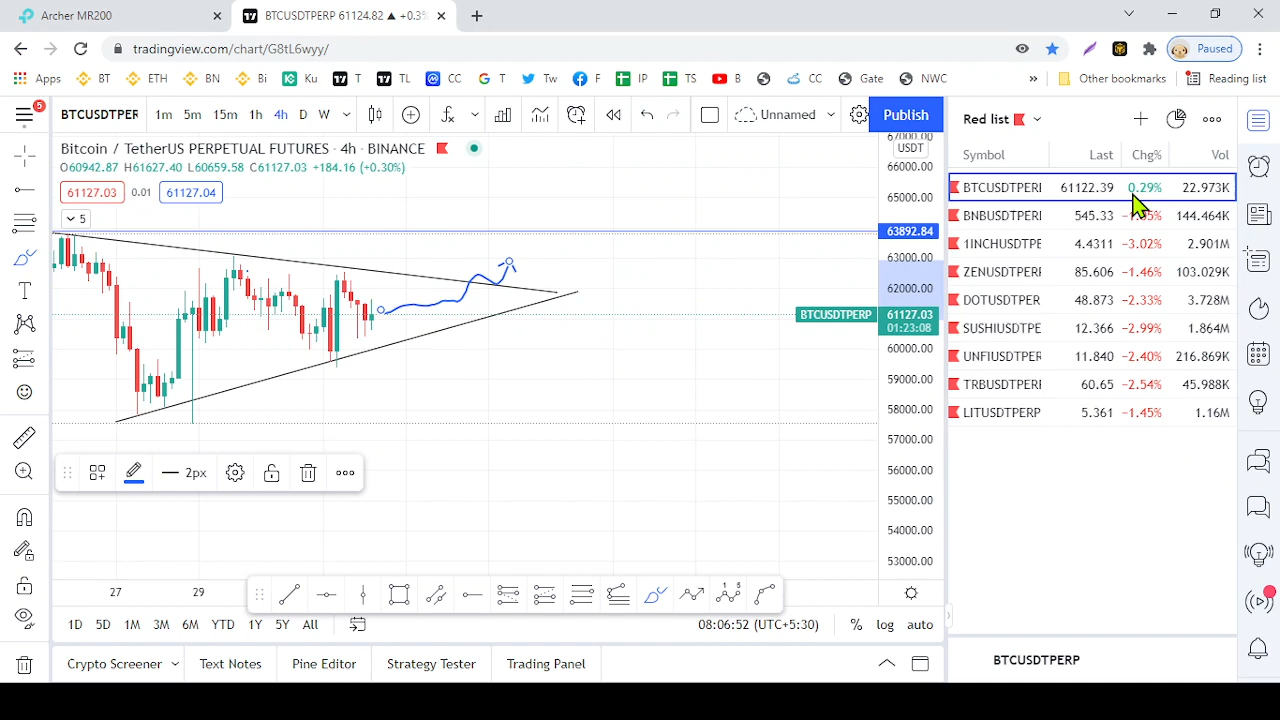 Archer MR200
BTCUSDTPERP 61124.82 ▲ +0.3%
tradingview.com/chart/G8tL6wyy/
Paused
Apps BT ETH BN Bi Ku T TL CC T Tw F IP TS B CC Gate NWC » Other bookmarks Reading list
5
BTCUSDTPERP 1m 5m 15m 1h 4h D W Unnamed Publish
Red list
Bitcoin / TetherUS PERPETUAL FUTURES · 4h · BINANCE
O60942.87 H61627.40 L60659.58 C61127.03 +184.16 (+0.30%)
61127.03 0.01 61127.04
5
67000.00
USDT
66000.00
65000.00
63892.84
63000.00
62000.00
BTCUSDTPERP 61127.03
01:23:08
60000.00
59000.00
58000.00
57000.00
56000.00
55000.00
54000.00
53000.00
Symbol Last Chg% Vol
BTCUSDTPERI 61122.39 0.29% 22.973K
BNBUSDTPERI 545.33 144.464K
1INCHUSDTPE 4.4311 −3.02% 2.901M
ZENUSDTPERI 85.606 −1.46% 103.029K
DOTUSDTPER 48.873 −2.33% 3.728M
SUSHIUSDTPE 12.366 −2.99% 1.864M
UNFIUSDTPER 11.840 −2.40% 216.869K
TRBUSDTPERI 60.65 −2.54% 45.988K
LITUSDTPERP 5.361 −1.45% 1.16M
2px
27 29
1D 5D 1M 3M 6M YTD 1Y 5Y All
08:06:52 (UTC+5:30) % log auto
Crypto Screener Text Notes Pine Editor Strategy Tester Trading Panel
BTCUSDTPERP